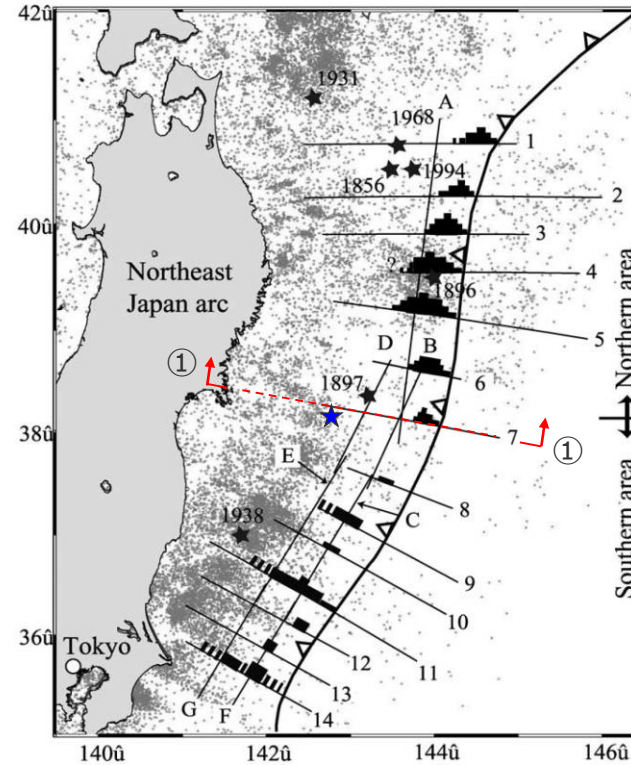 42û
40û
38û
36û
140û
142û
144û
146û
1931
1968
A
1
1856
1994
2
3
Northeast
Japan arc
?
4
1896
5
D
B
6
①
1897
7
①
Northern area
Southern area
E
8
C
1938
9
10
11
Tokyo
12
13
G
F
14